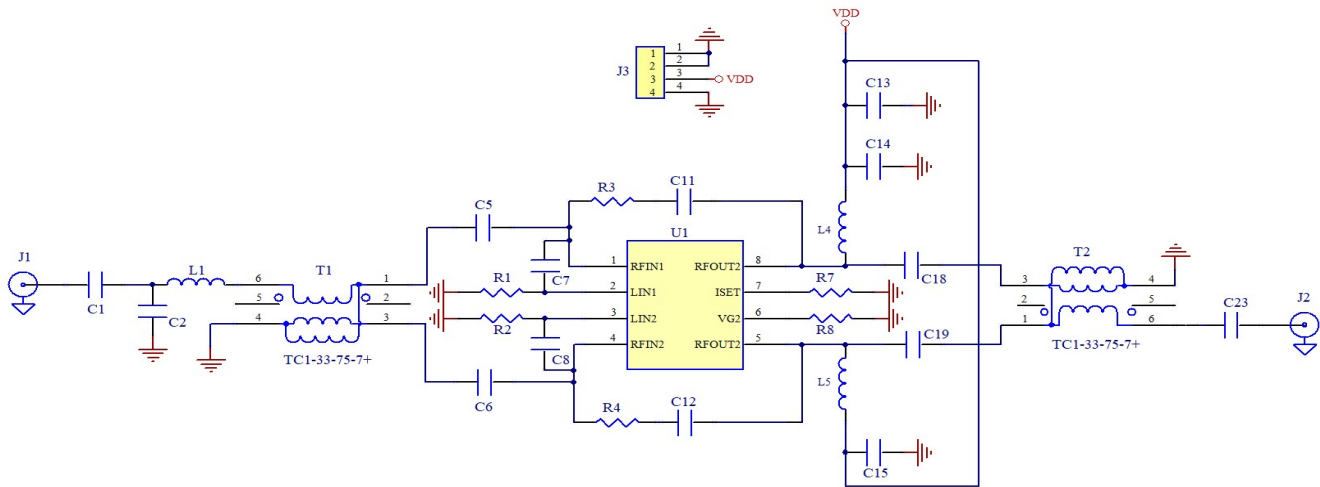 VDD
J3
1 1
2 2
3 3 VDD
4 4
C13
C14
R3 C11
C5
U1
L4
J1
L1 6 T1 1
C7
1 RFIN1 RFOUT2 8
C18
T2
3 4
5 2
R1
2 LIN1 ISET 7
R7
2 5
C1
C2
4 3
R2
3 LIN2 VG2 6
R8
1 6
C23
J2
TC1-33-75-7+
C8
4 RFIN2 RFOUT2 5
C19
TC1-33-75-7+
C6
L5
R4 C12
C15